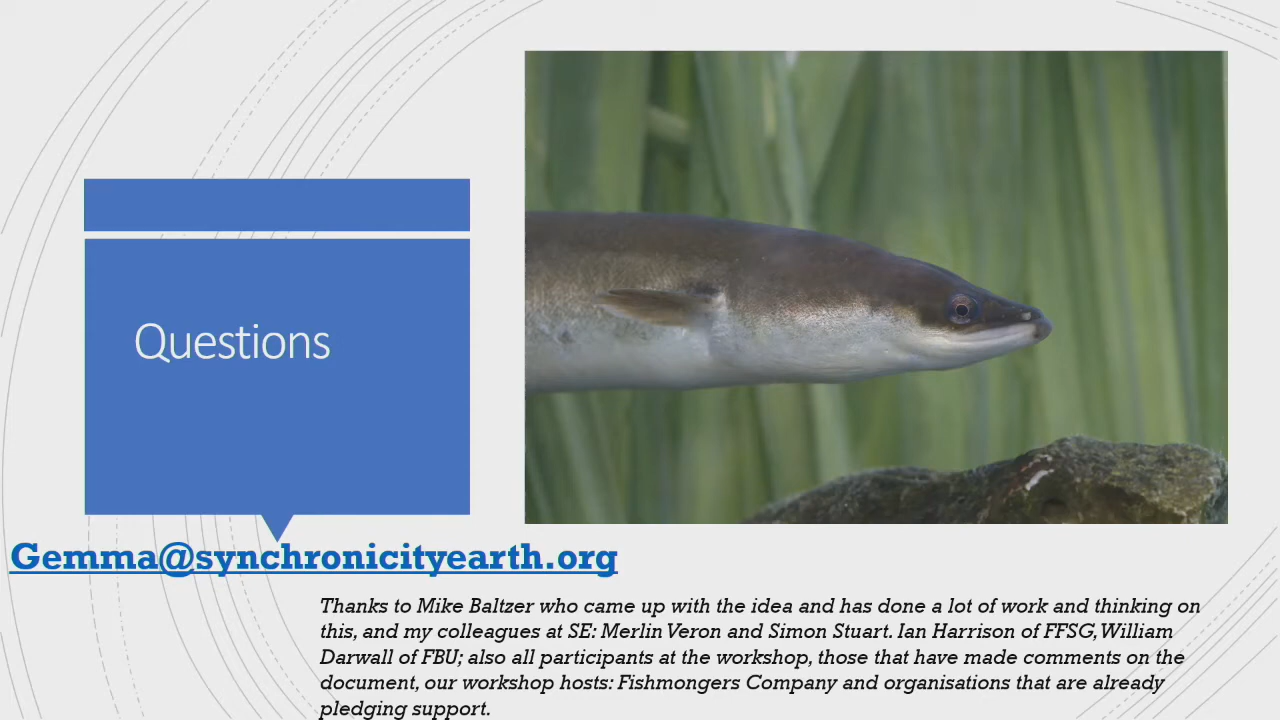 Questions
Gemma@synchronicityearth.org
Thanks to Mike Baltzer who came up with the idea and has done a lot of work and thinking on
this, and my colleagues at SE: Merlin Veron and Simon Stuart. Ian Harrison of FFSG, William
Darwall of FBU; also all participants at the workshop, those that have made comments on the
document, our workshop hosts: Fishmongers Company and organisations that are already
pledging support.